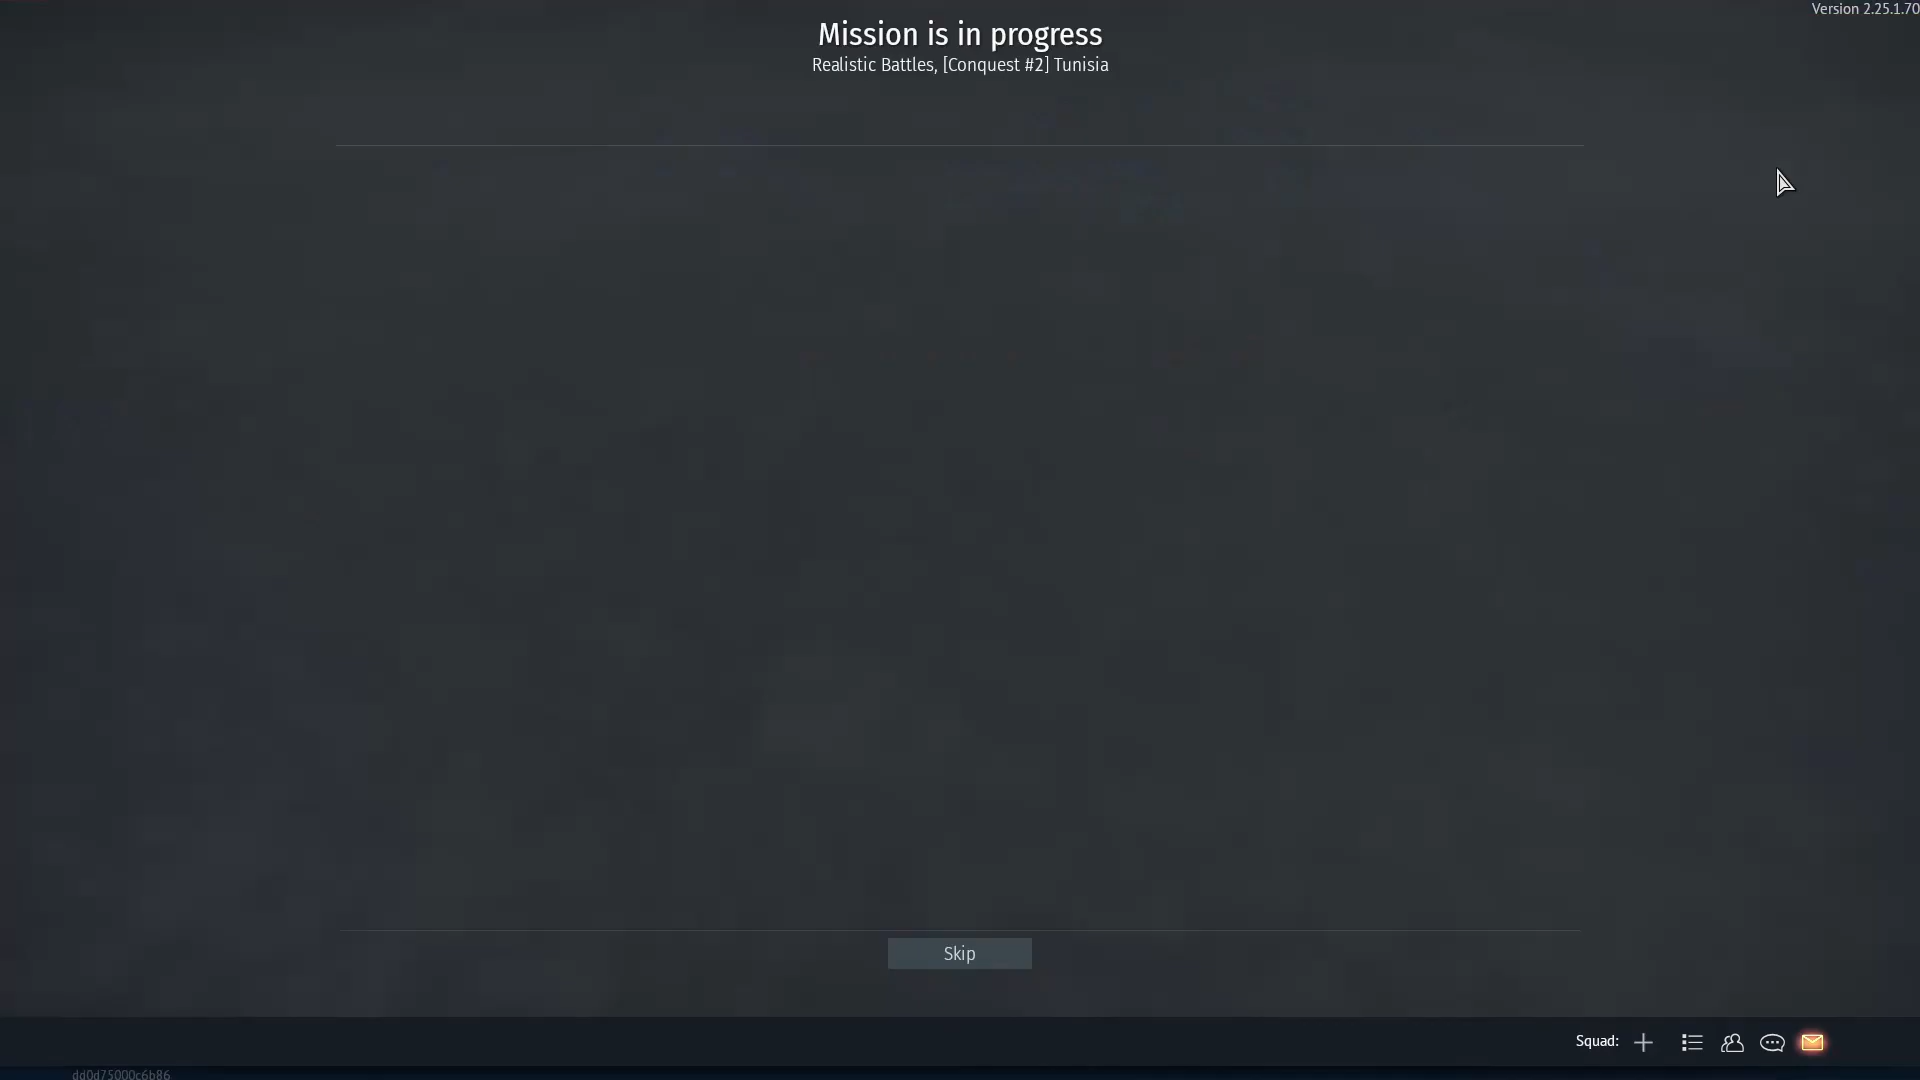 Version 2.25.1.70
Mission is in progress
Realistic Battles, [Conquest #2] Tunisia
Skip
Squad:
dd0d75000c6b86